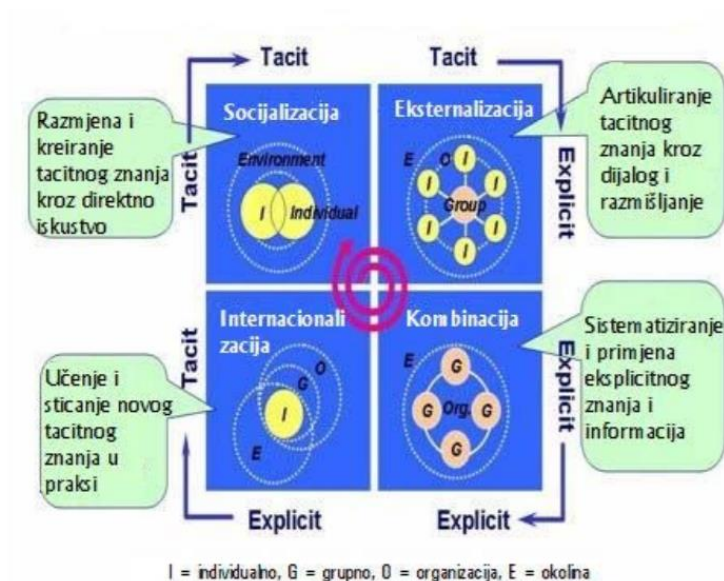 Tacit
Tacit
Razmjena i
kreiranje
tacitnog znanja
kroz direktno
iskustvo
Tacit
Socijalizacija
Environment
I
Individual
Eksternalizacija
E
O
I
I
I
Group
I
I
I
Explicit
Artikuliranje
tacitnog
znanja kroz
dijalog i
razmišljanje
Učenje i
sticanje novog
tacitnog
znanja u
praksi
Tacit
Internacionali
zacija
O
G
I
E
Kombinacija
E
G
G
Org.
G
G
Explicit
Sistematiziranje
i primjena
eksplicitnog
znanja i
informacija
Explicit
Explicit
I = individualno, G = grupno, O = organizacija, E = okolina